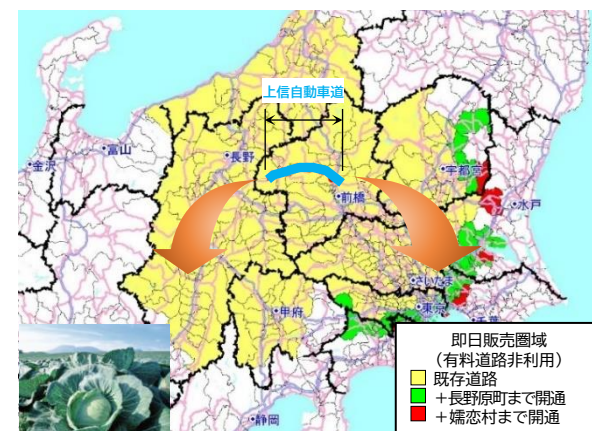 上信自動車道
富山
金沢
長野
宇都宮
水戸
前橋
さいたま
東京
甲府
千葉
静岡
即日販売圏域
(有料道路非利用)
既存道路
+長野原町まで開通
+嬬恋村まで開通